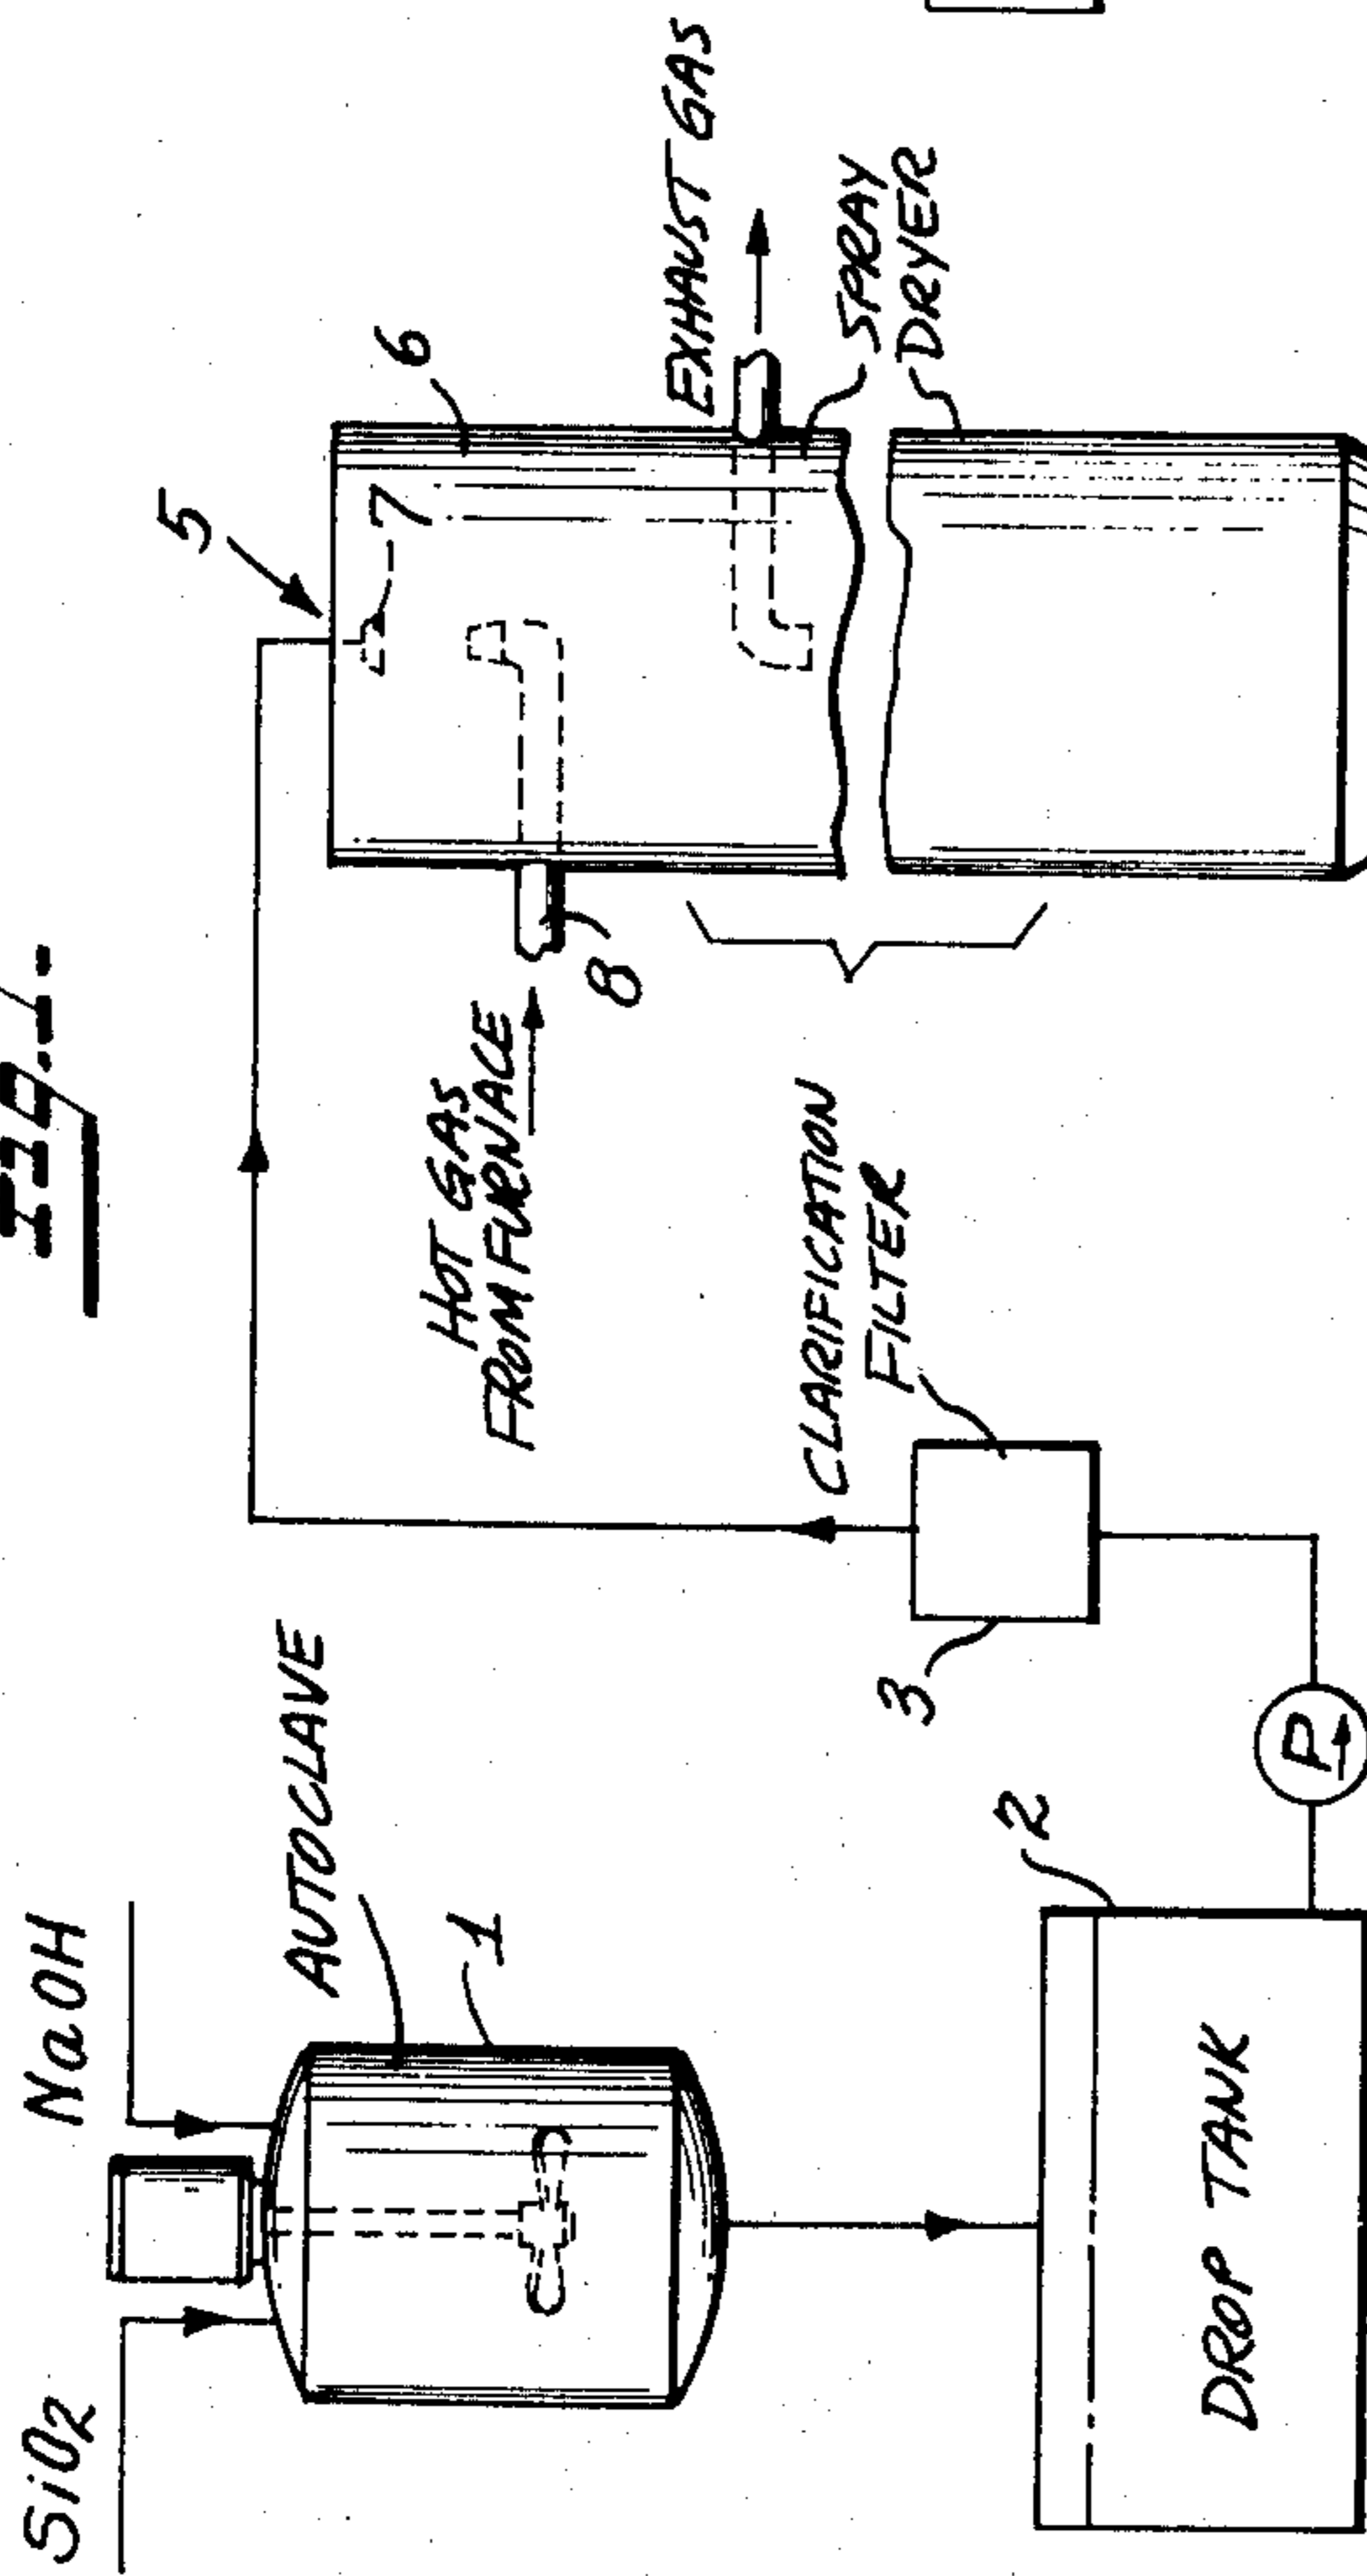 Fig. 1.
SiO2
NaOH
AUTOCLAVE
1
DROP TANK
2
P
3
CLARIFICATION
FILTER
HOT GAS
FROM FURNACE
8
5
7
6
EXHAUST GAS
SPRAY
DRYER